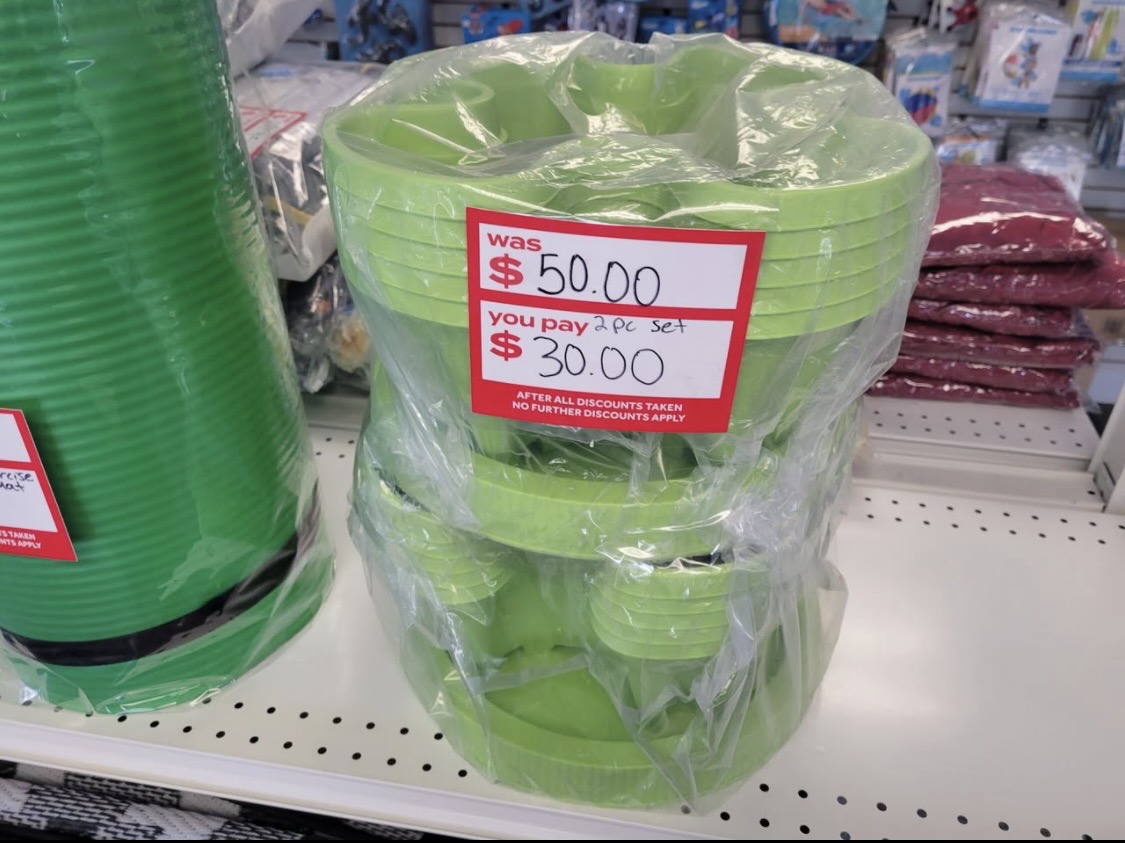 was
$ 50.00
you pay 2pc set
$ 30.00
AFTER ALL DISCOUNTS TAKEN
NO FURTHER DISCOUNTS APPLY